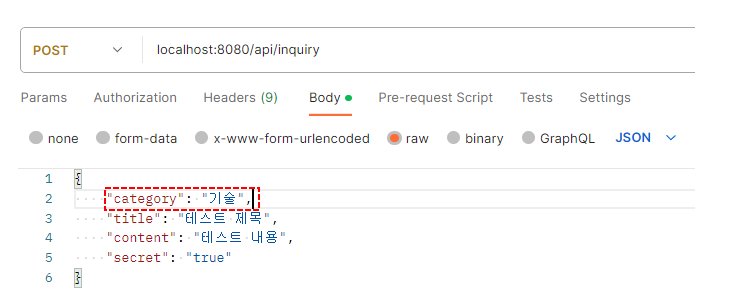 POST localhost:8080/api/inquiry
Params Authorization Headers (9) Body Pre-request Script Tests Settings
none form-data x-www-form-urlencoded raw binary GraphQL JSON
1 {
2 "category": "기술",
3 "title": "테스트 제목",
4 "content": "테스트 내용",
5 "secret": "true"
6 }